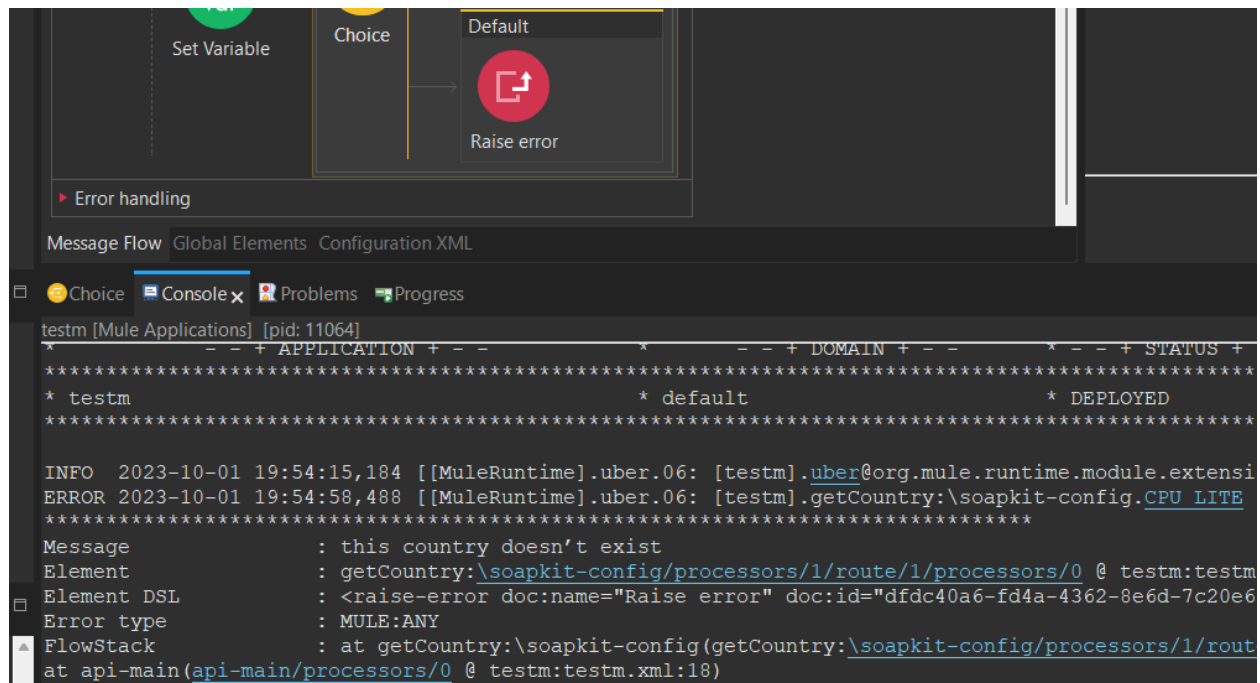 Set Variable
Choice
Default
Raise error
Error handling
Message Flow Global Elements Configuration XML
Choice Console Problems Progress
testm [Mule Applications] [pid: 11064]
* - - + APPLICATION + - - * - - + DOMAIN + - - * - - + STATUS +
*************************************************************************************************
* testm * default * DEPLOYED
*************************************************************************************************
INFO 2023-10-01 19:54:15,184 [[MuleRuntime].uber.06: [testm].uber@org.mule.runtime.module.extensi
ERROR 2023-10-01 19:54:58,488 [[MuleRuntime].uber.06: [testm].getCountry:\soapkit-config.CPU_LITE
********************************************************************************
Message : this country doesn’t exist
Element : getCountry:\soapkit-config/processors/1/route/1/processors/0 @ testm:testm
Element DSL : <raise-error doc:name="Raise error" doc:id="dfdc40a6-fd4a-4362-8e6d-7c20e6
Error type : MULE:ANY
FlowStack : at getCountry:\soapkit-config(getCountry:\soapkit-config/processors/1/rout
at api-main(api-main/processors/0 @ testm:testm.xml:18)